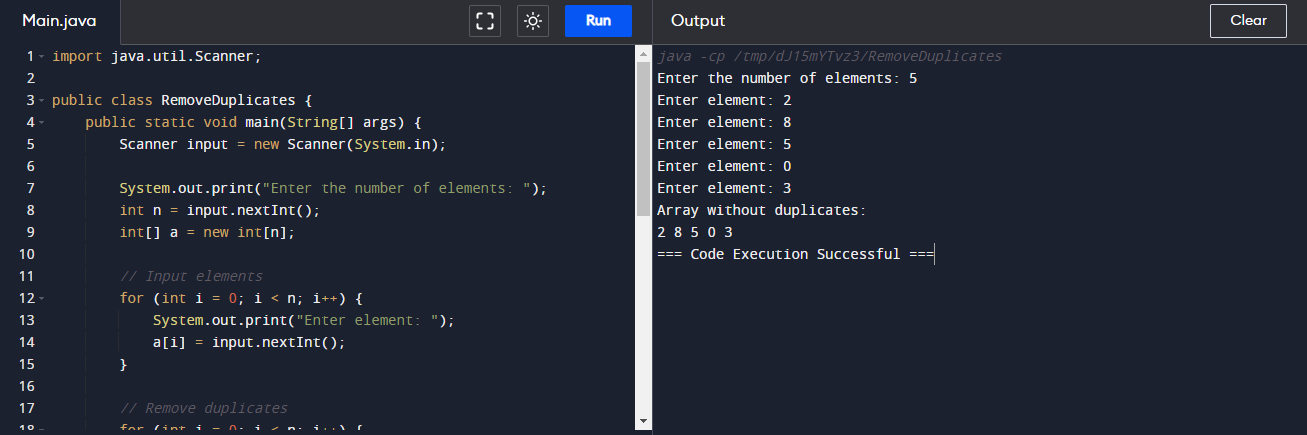 Main.java
Run
Output
Clear
1 import java.util.Scanner;
2
3 public class RemoveDuplicates {
4 public static void main(String[] args) {
5 Scanner input = new Scanner(System.in);
6
7 System.out.print("Enter the number of elements: ");
8 int n = input.nextInt();
9 int[] a = new int[n];
10
11 // Input elements
12 for (int i = 0; i < n; i++) {
13 System.out.print("Enter element: ");
14 a[i] = input.nextInt();
15 }
16
17 // Remove duplicates
18 for (int i = 0; i < n; i++) {
java -cp /tmp/dJ15mYTvz3/RemoveDuplicates
Enter the number of elements: 5
Enter element: 2
Enter element: 8
Enter element: 5
Enter element: 0
Enter element: 3
Array without duplicates:
2 8 5 0 3
=== Code Execution Successful ===